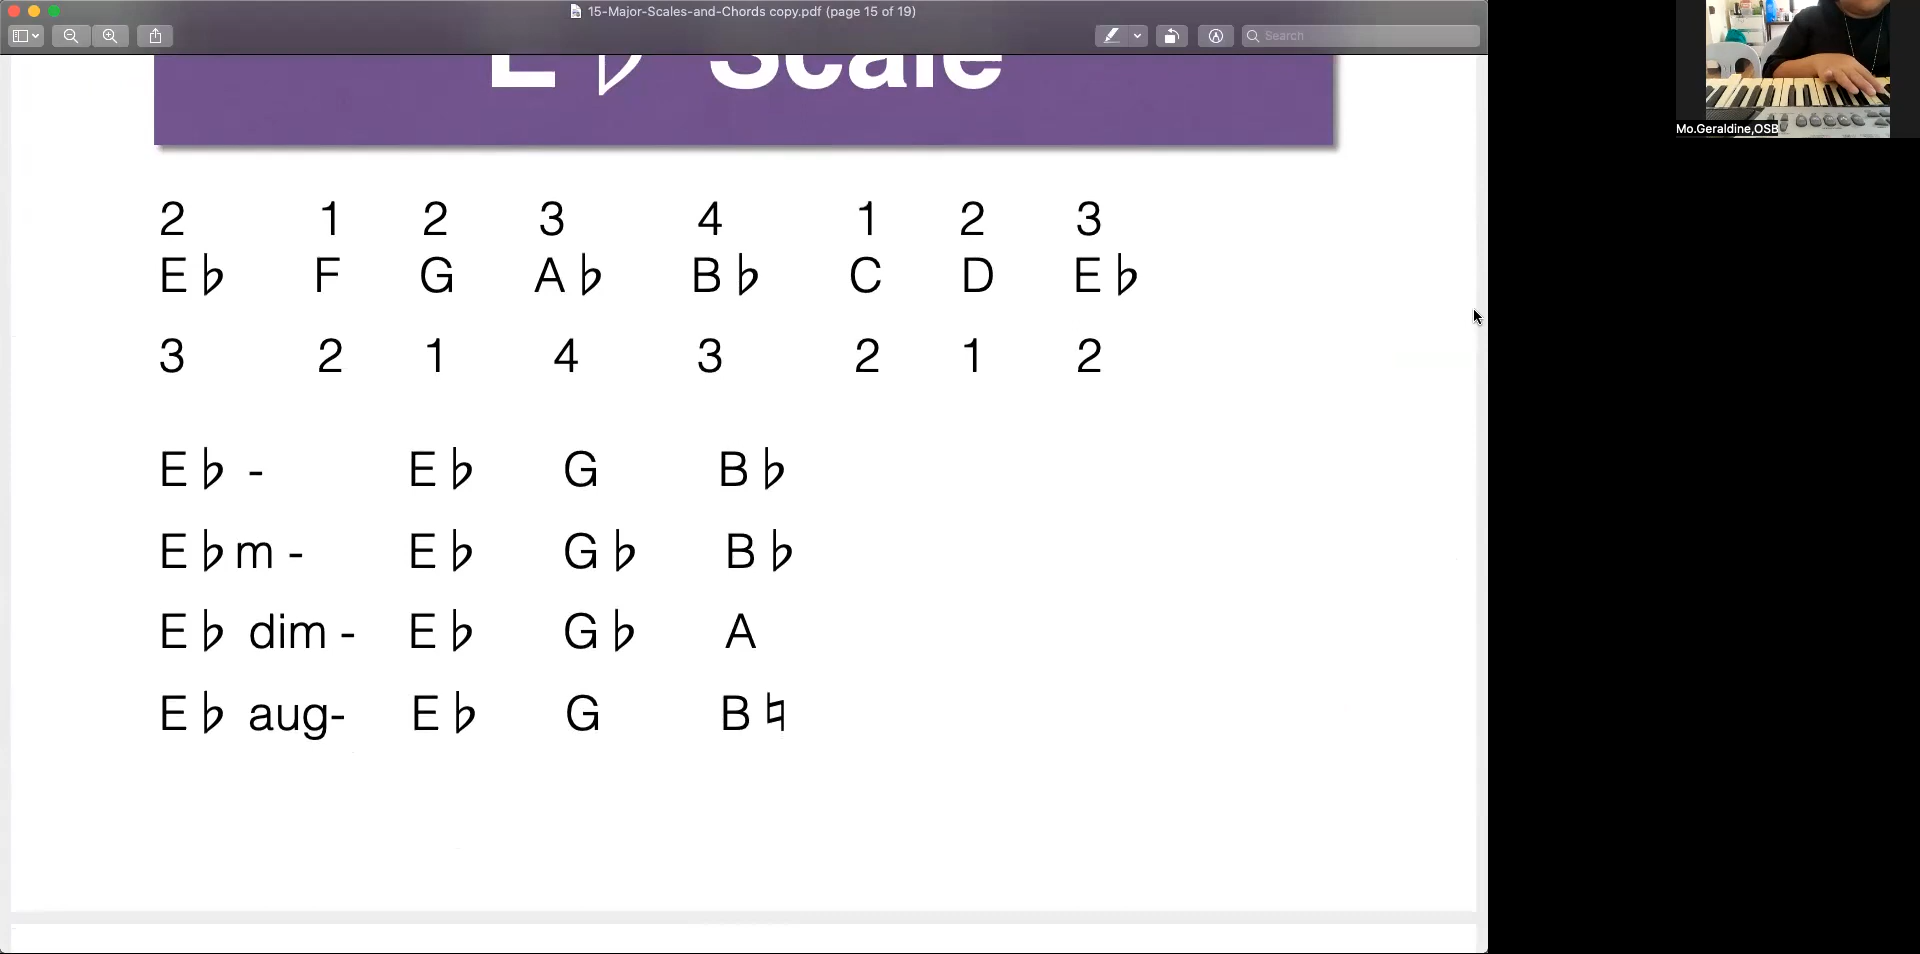 15-Major-Scales-and-Chords copy.pdf (page 15 of 19)
Search
E ♭ Scale
2 1 2 3 4 1 2 3
E ♭ F G A ♭ B ♭ C D E ♭
3 2 1 4 3 2 1 2
E ♭ - E ♭ G B ♭
E ♭ m - E ♭ G ♭ B ♭
E ♭ dim - E ♭ G ♭ A
E ♭ aug- E ♭ G B ♮
Mo.Geraldine,OSB